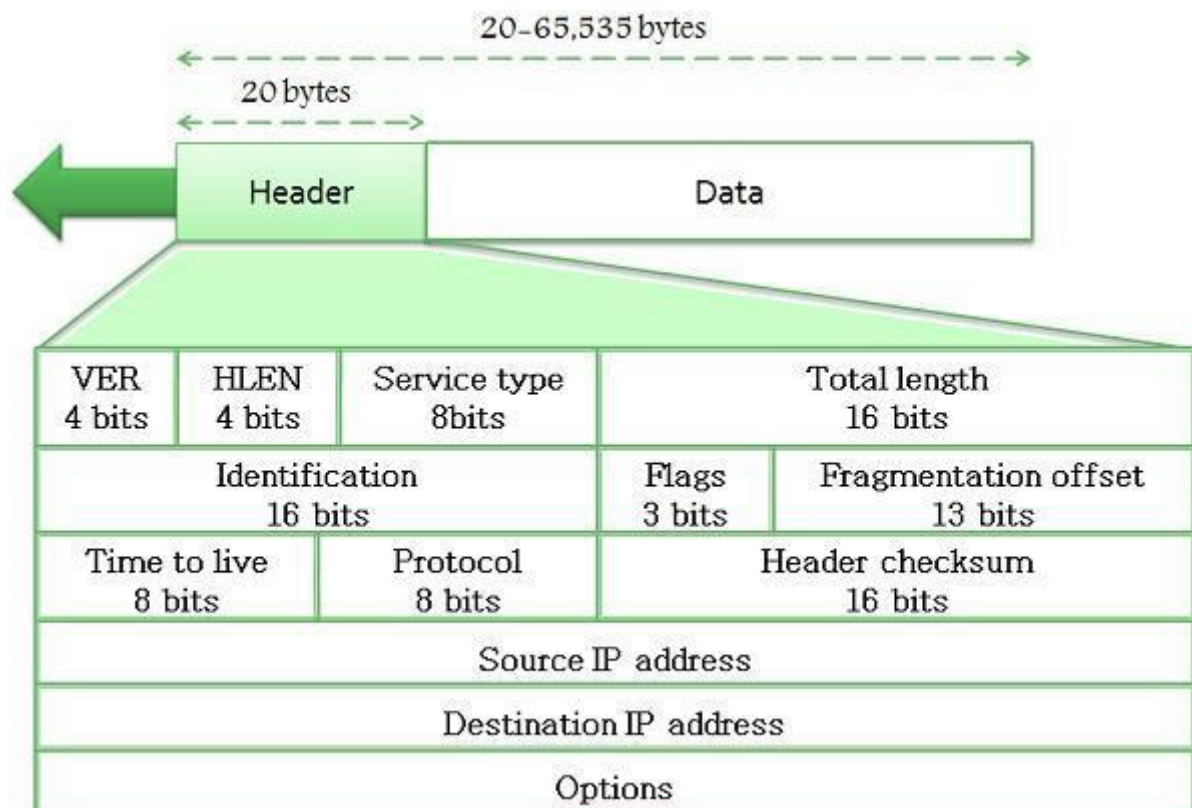 20-65,535 bytes
20 bytes
Header
Data
VER
4 bits
HLEN
4 bits
Service type
8bits
Total length
16 bits
Identification
16 bits
Flags
3 bits
Fragmentation offset
13 bits
Time to live
8 bits
Protocol
8 bits
Header checksum
16 bits
Source IP address
Destination IP address
Options